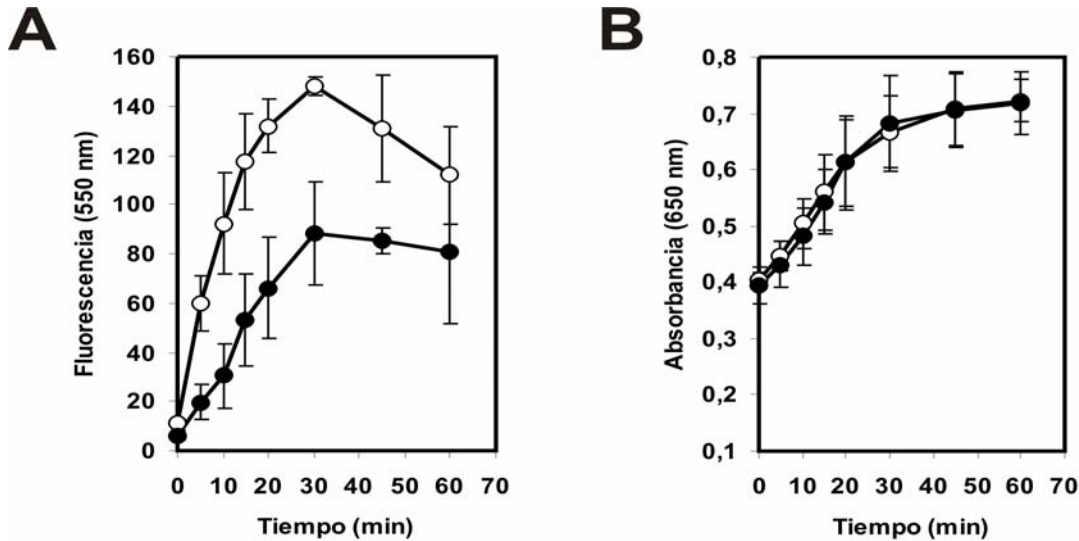 A
Fluorescencia (550 nm)
160
140
120
100
80
60
40
20
0
0 10 20 30 40 50 60 70
Tiempo (min)
B
Absorbancia (650 nm)
0,8
0,7
0,6
0,5
0,4
0,3
0,2
0,1
0 10 20 30 40 50 60 70
Tiempo (min)